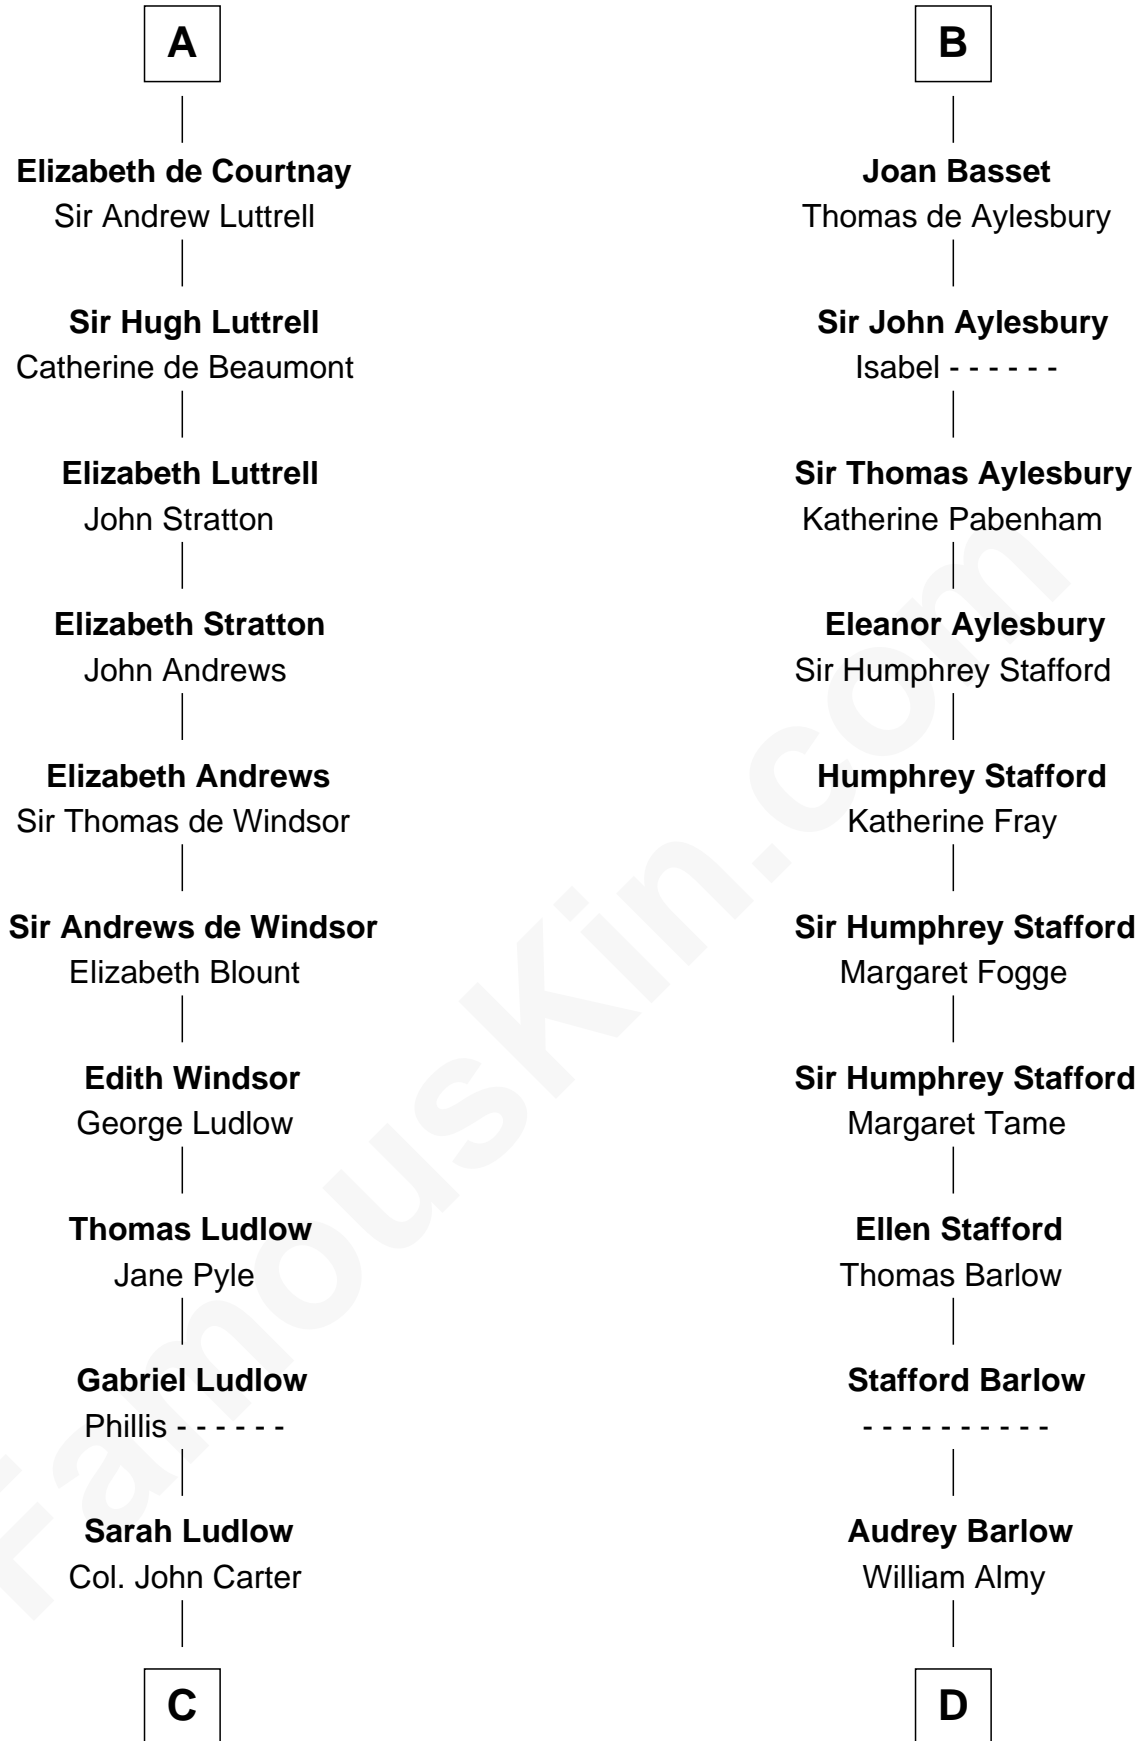 A
Elizabeth de Courtnay
Sir Andrew Luttrell
Sir Hugh Luttrell
Catherine de Beaumont
Elizabeth Luttrell
John Stratton
Elizabeth Stratton
John Andrews
Elizabeth Andrews
Sir Thomas de Windsor
Sir Andrews de Windsor
Elizabeth Blount
Edith Windsor
George Ludlow
Thomas Ludlow
Jane Pyle
Gabriel Ludlow
Phillis - - - - - -
Sarah Ludlow
Col. John Carter
C
B
Joan Basset
Thomas de Aylesbury
Sir John Aylesbury
Isabel - - - - - -
Sir Thomas Aylesbury
Katherine Pabenham
Eleanor Aylesbury
Sir Humphrey Stafford
Humphrey Stafford
Katherine Fray
Sir Humphrey Stafford
Margaret Fogge
Sir Humphrey Stafford
Margaret Tame
Ellen Stafford
Thomas Barlow
Stafford Barlow
- - - - - - - - - -
Audrey Barlow
William Almy
D
FamousKin.com